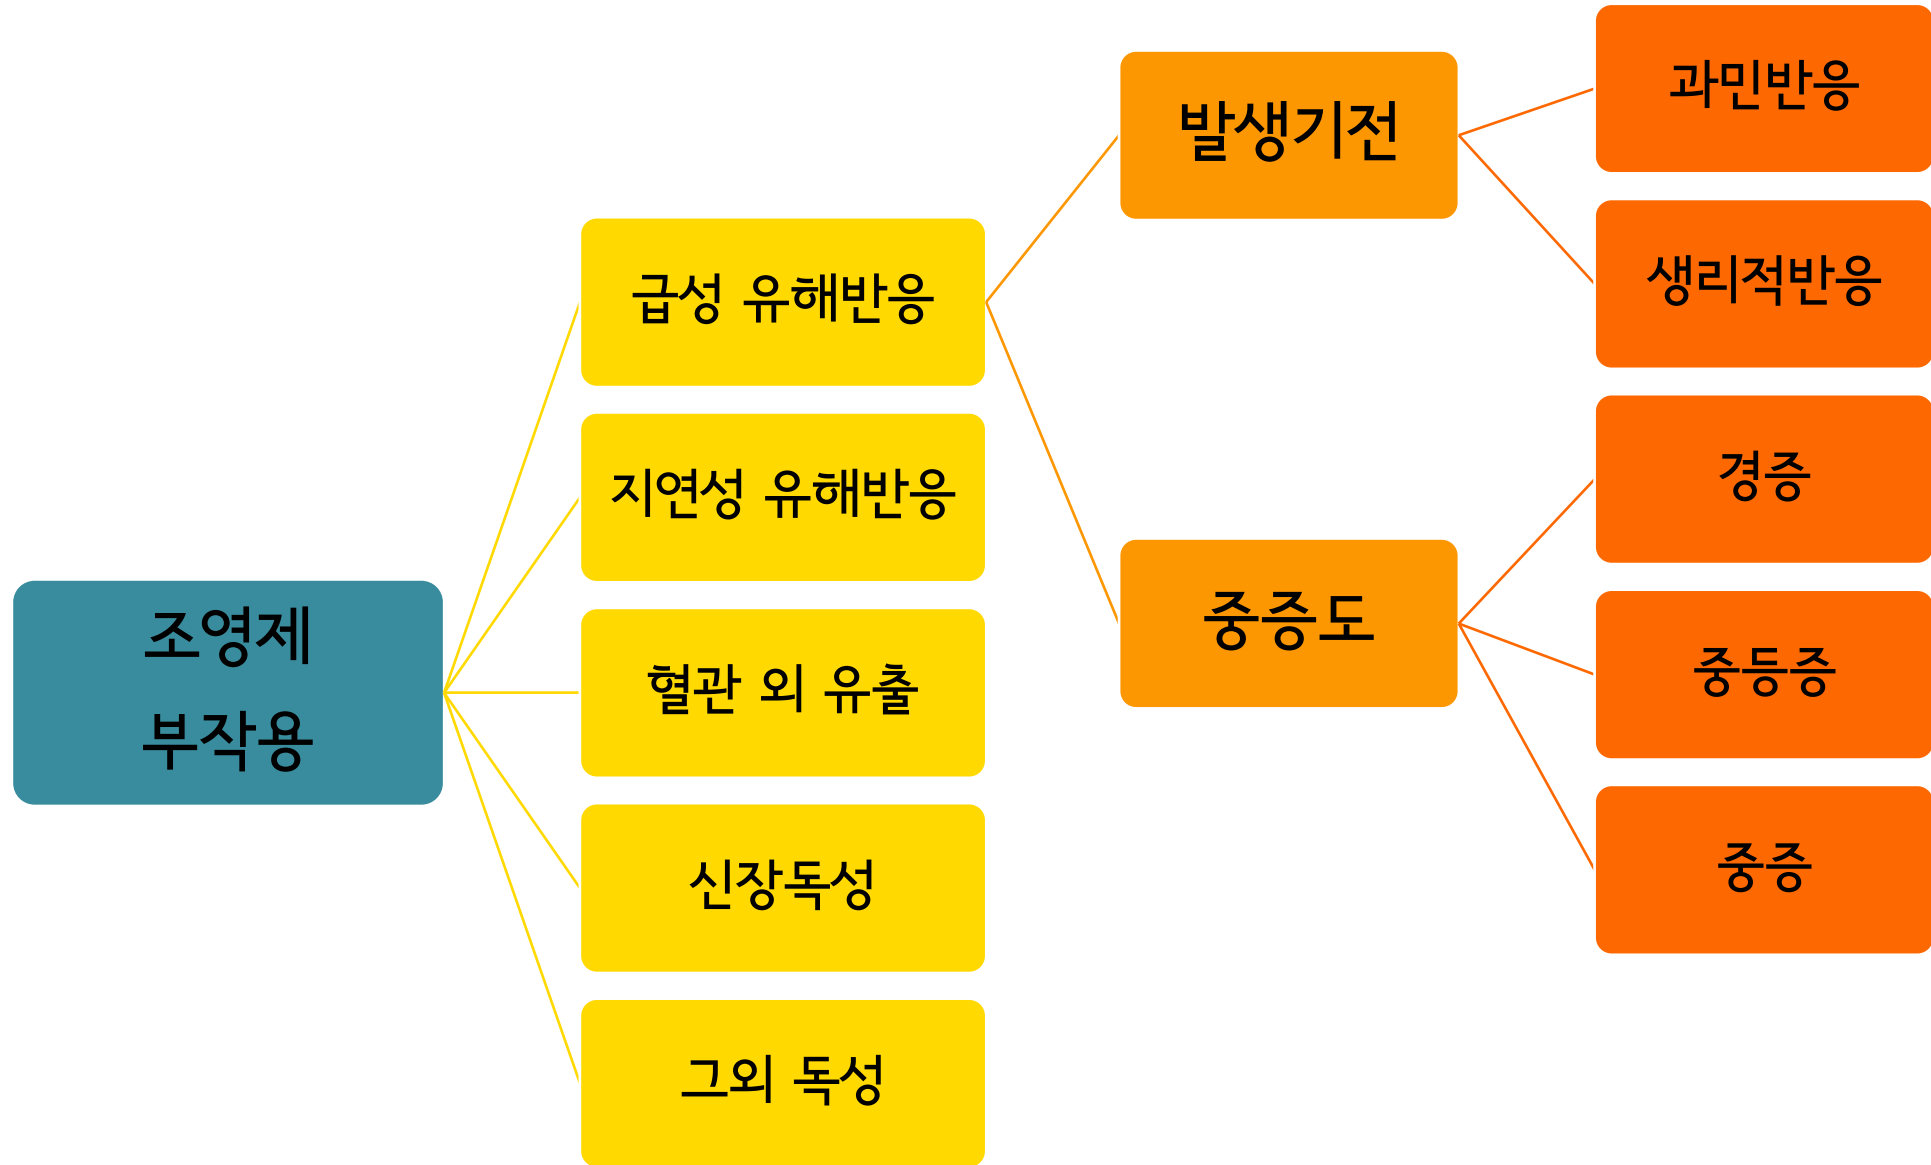 조영제
부작용
급성 유해반응
지연성 유해반응
혈관 외 유출
신장독성
그외 독성
발생기전
중증도
과민반응
생리적반응
경증
중등증
중증